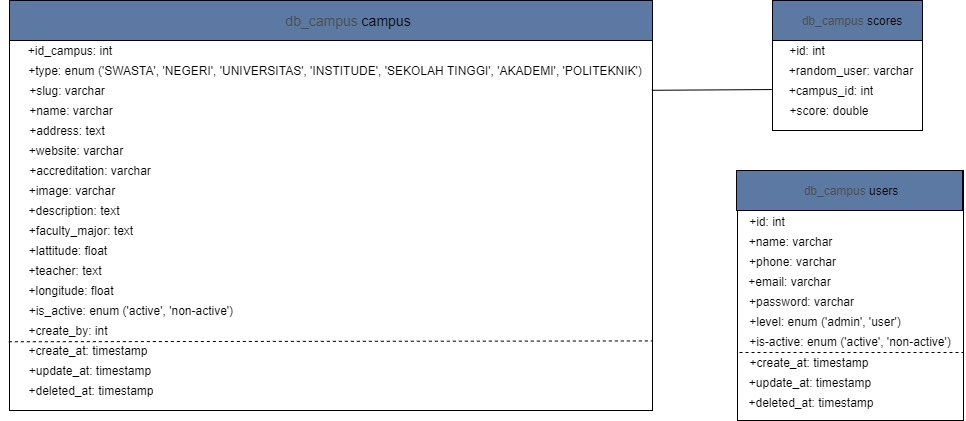 db_campus campus
+id_campus: int
+type: enum ('SWASTA', 'NEGERI', 'UNIVERSITAS', 'INSTITUDE', 'SEKOLAH TINGGI', 'AKADEMI', 'POLITEKNIK')
+slug: varchar
+name: varchar
+address: text
+website: varchar
+accreditation: varchar
+image: varchar
+description: text
+faculty_major: text
+lattitude: float
+teacher: text
+longitude: float
+is_active: enum ('active', 'non-active')
+create_by: int
+create_at: timestamp
+update_at: timestamp
+deleted_at: timestamp
db_campus scores
+id: int
+random_user: varchar
+campus_id: int
+score: double
db_campus users
+id: int
+name: varchar
+phone: varchar
+email: varchar
+password: varchar
+level: enum ('admin', 'user')
+is-active: enum ('active', 'non-active')
+create_at: timestamp
+update_at: timestamp
+deleted_at: timestamp